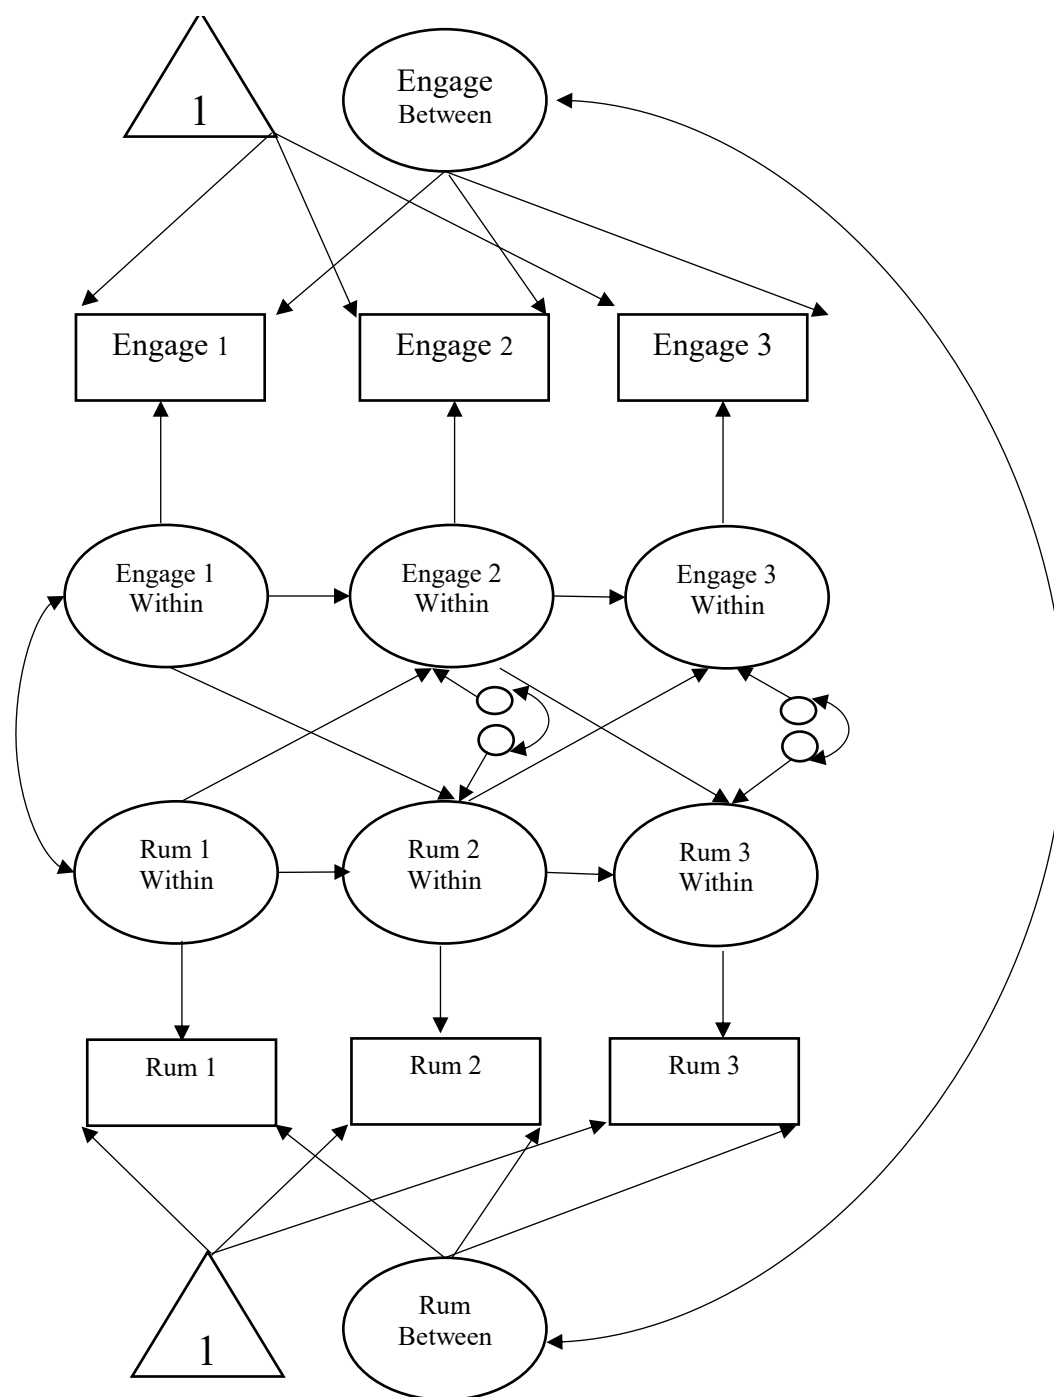 1
Engage
Between
Engage 1
Engage 2
Engage 3
Engage 1
Within
Engage 2
Within
Engage 3
Within
Rum 1
Within
Rum 2
Within
Rum 3
Within
Rum 1
Rum 2
Rum 3
1
Rum
Between